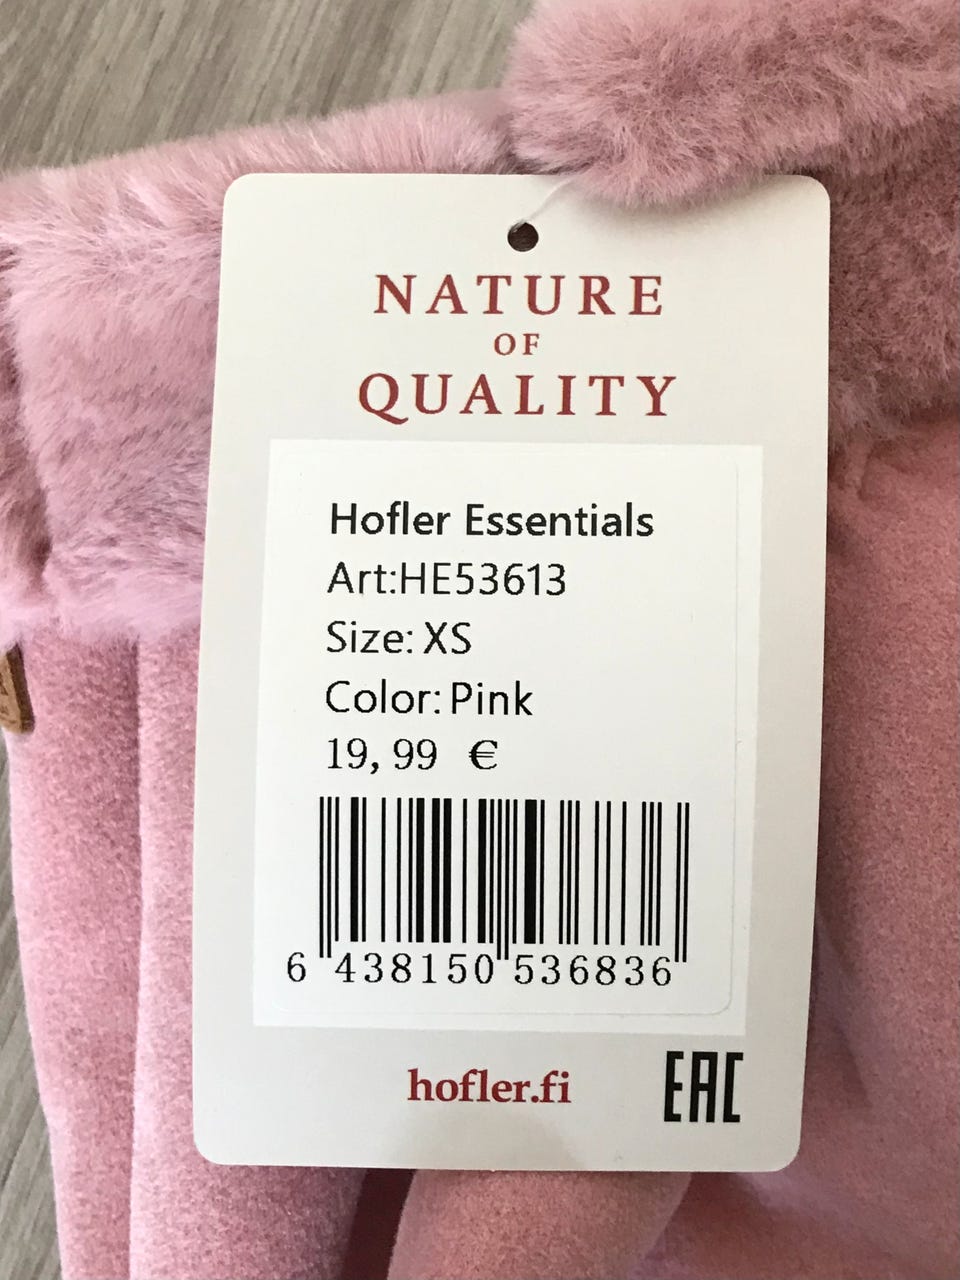 NATURE
OF
QUALITY
Hofler Essentials
Art:HE53613
Size: XS
Color: Pink
19,99 €
6 438150 536836
hofler.fi
EAC